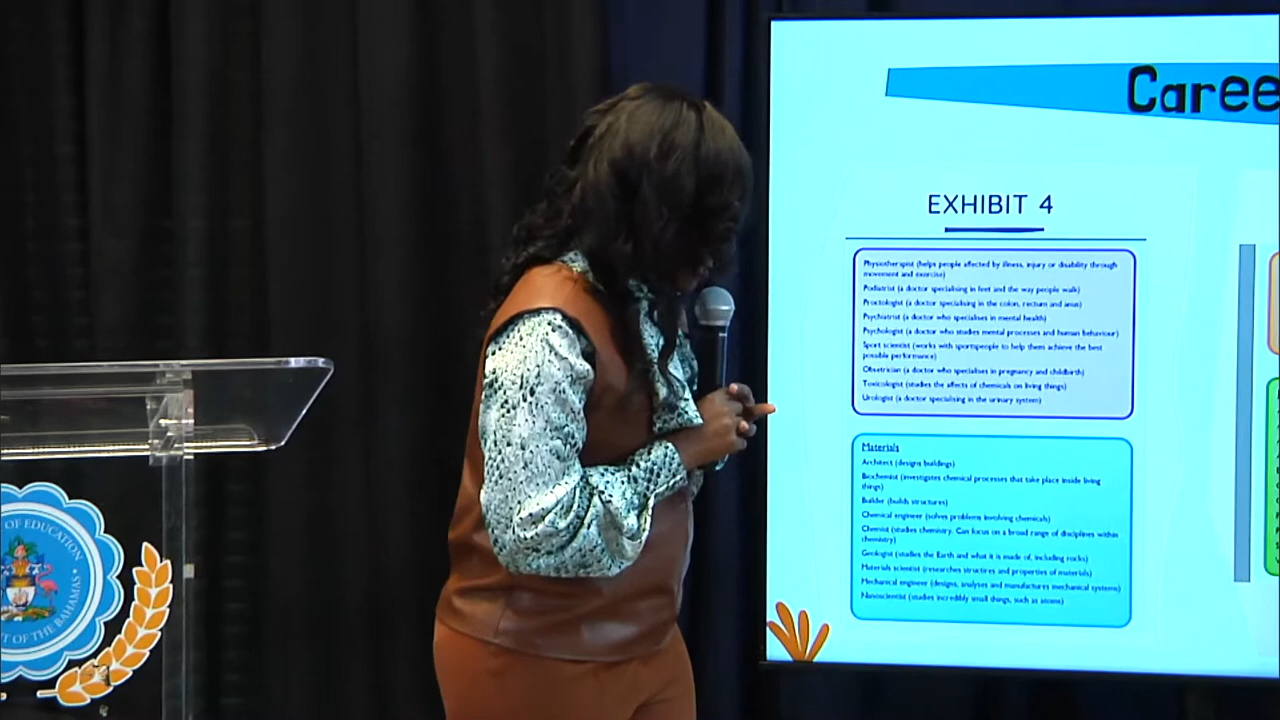 Caree
EXHIBIT 4
Physiotherapist (helps people affected by illness, injury or disability through
movement and exercise)
Podiatrist (a doctor specialising in feet and the way people walk)
Proctologist (a doctor specialising in the colon, rectum and anus)
Psychiatrist (a doctor who specialises in mental health)
Psychologist (a doctor who studies mental processes and human behaviour)
Sport scientist (works with sportspeople to help them achieve the best
possible performance)
Obsetrician (a doctor who specialises in pregnancy and childbirth)
Toxicologist (studies the affects of chemicals on living things)
Urologist (a doctor specialising in the urinary system)
Materials
Architect (designs buildings)
Biochemist (investigates chemical processes that take place inside living
things)
Builder (builds structures)
Chemical engineer (solves problems involving chemicals)
Chemist (studies chemistry. Can focus on a broad range of disciplines within
chemistry)
Geologist (studies the Earth and what it is made of, including rocks)
Materials scientist (researches structires and properties of materials)
Mechanical engineer (designs, analyses and manufactures mechanical systems)
Nanoscientist (studies incredibly small things, such as atoms)
OF EDUCATION
T OF THE BAHAMAS